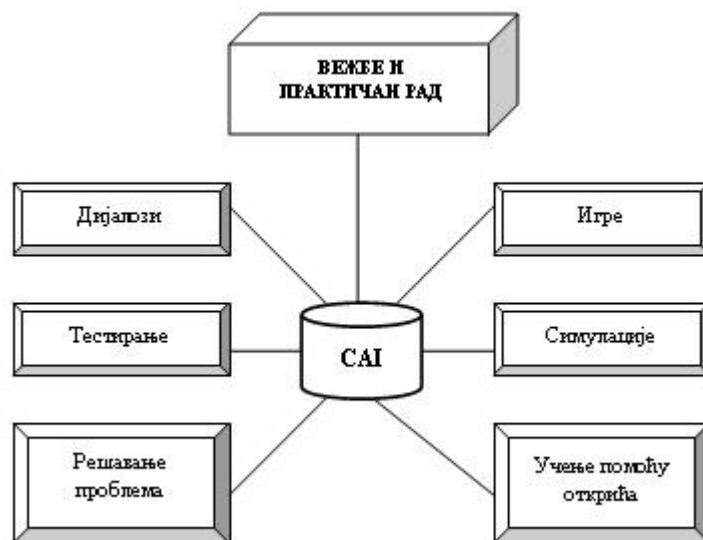 ВЕЖБЕ И
ПРАКТИЧАН РАД
Дијалози
Игре
Тестирање
Симулације
CAI
Решавање
проблема
Учење помоћу
открића